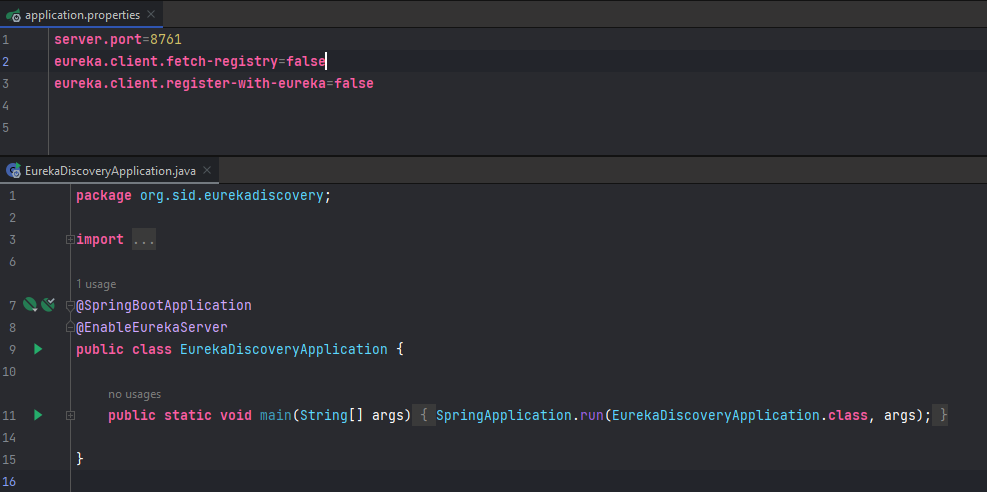 application.properties
1 server.port=8761
2 eureka.client.fetch-registry=false
3 eureka.client.register-with-eureka=false
4
5
EurekaDiscoveryApplication.java
1 package org.sid.eurekadiscovery;
2
3 import ...
6
1 usage
7 @SpringBootApplication
8 @EnableEurekaServer
9 public class EurekaDiscoveryApplication {
10
no usages
11 public static void main(String[] args) { SpringApplication.run(EurekaDiscoveryApplication.class, args); }
14
15 }
16